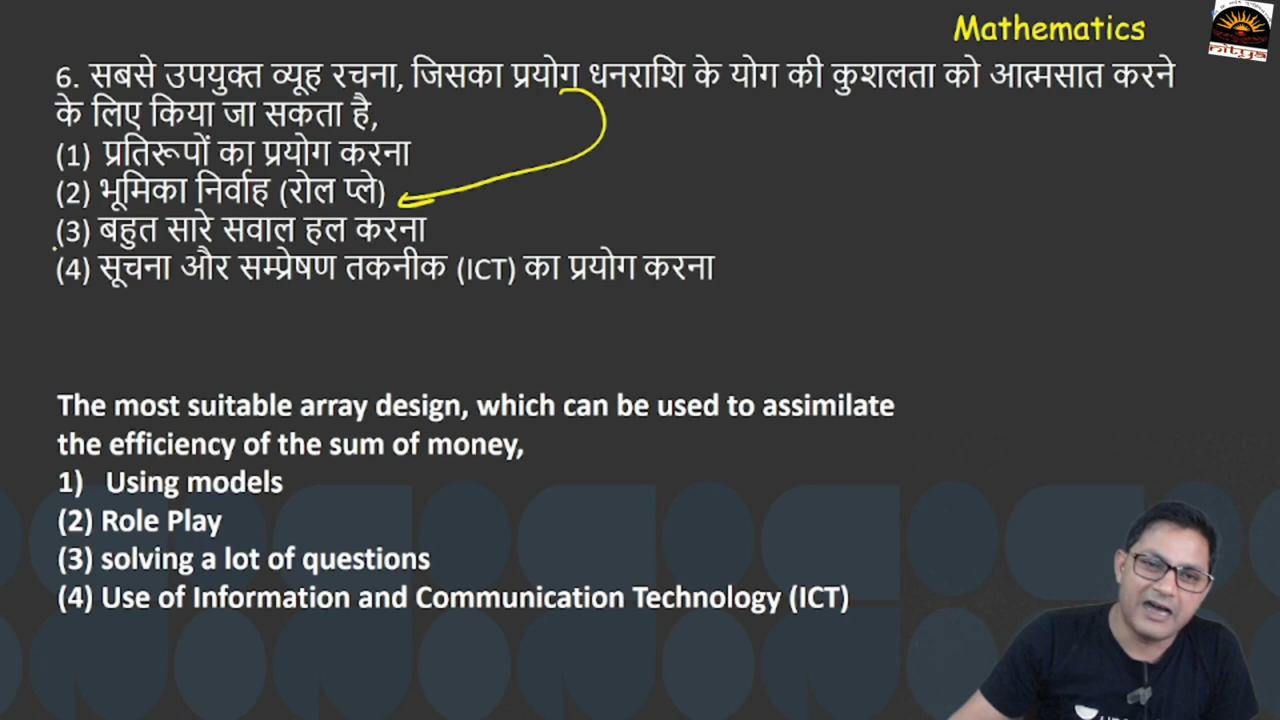 Mathematics
nitya
6. सबसे उपयुक्त व्यूह रचना, जिसका प्रयोग धनराशि के योग की कुशलता को आत्मसात करने
के लिए किया जा सकता है,
(1) प्रतिरूपों का प्रयोग करना
(2) भूमिका निर्वाह (रोल प्ले)
(3) बहुत सारे सवाल हल करना
(4) सूचना और सम्प्रेषण तकनीक (ICT) का प्रयोग करना
The most suitable array design, which can be used to assimilate
the efficiency of the sum of money,
1) Using models
(2) Role Play
(3) solving a lot of questions
(4) Use of Information and Communication Technology (ICT)